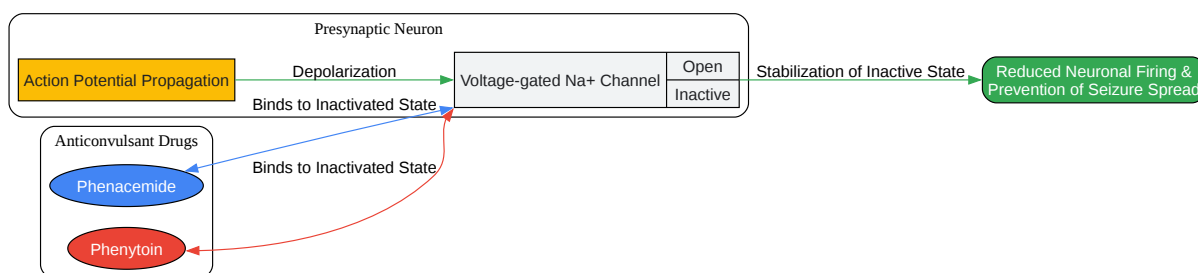 Presynaptic Neuron
Action Potential Propagation
Depolarization
Voltage-gated Na+ Channel
Open
Inactive
Stabilization of Inactive State
Reduced Neuronal Firing &
Prevention of Seizure Spread
Binds to Inactivated State
Anticonvulsant Drugs
Phenacemide
Binds to Inactivated State
Phenytoin